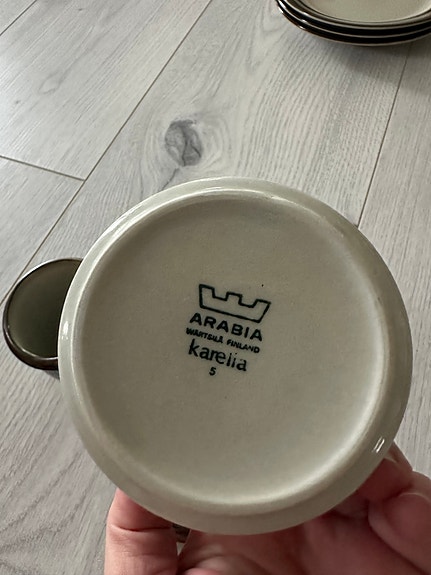 ARABIA
WÄRTSILÄ FINLAND
karelia
5